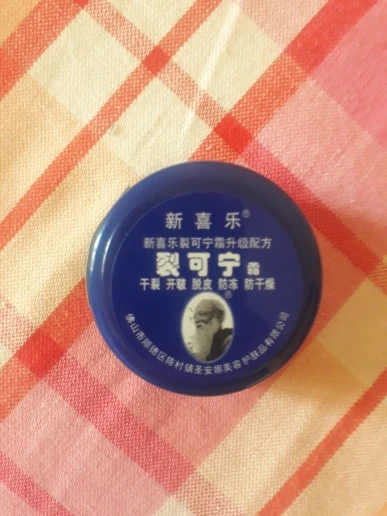 新喜乐®
新喜乐裂可宁霜升级配方
裂可宁霜
干裂 开皲 脱皮 防冻 防干燥
®
佛山市顺德区陈村镇圣安娜美容护肤品有限公司